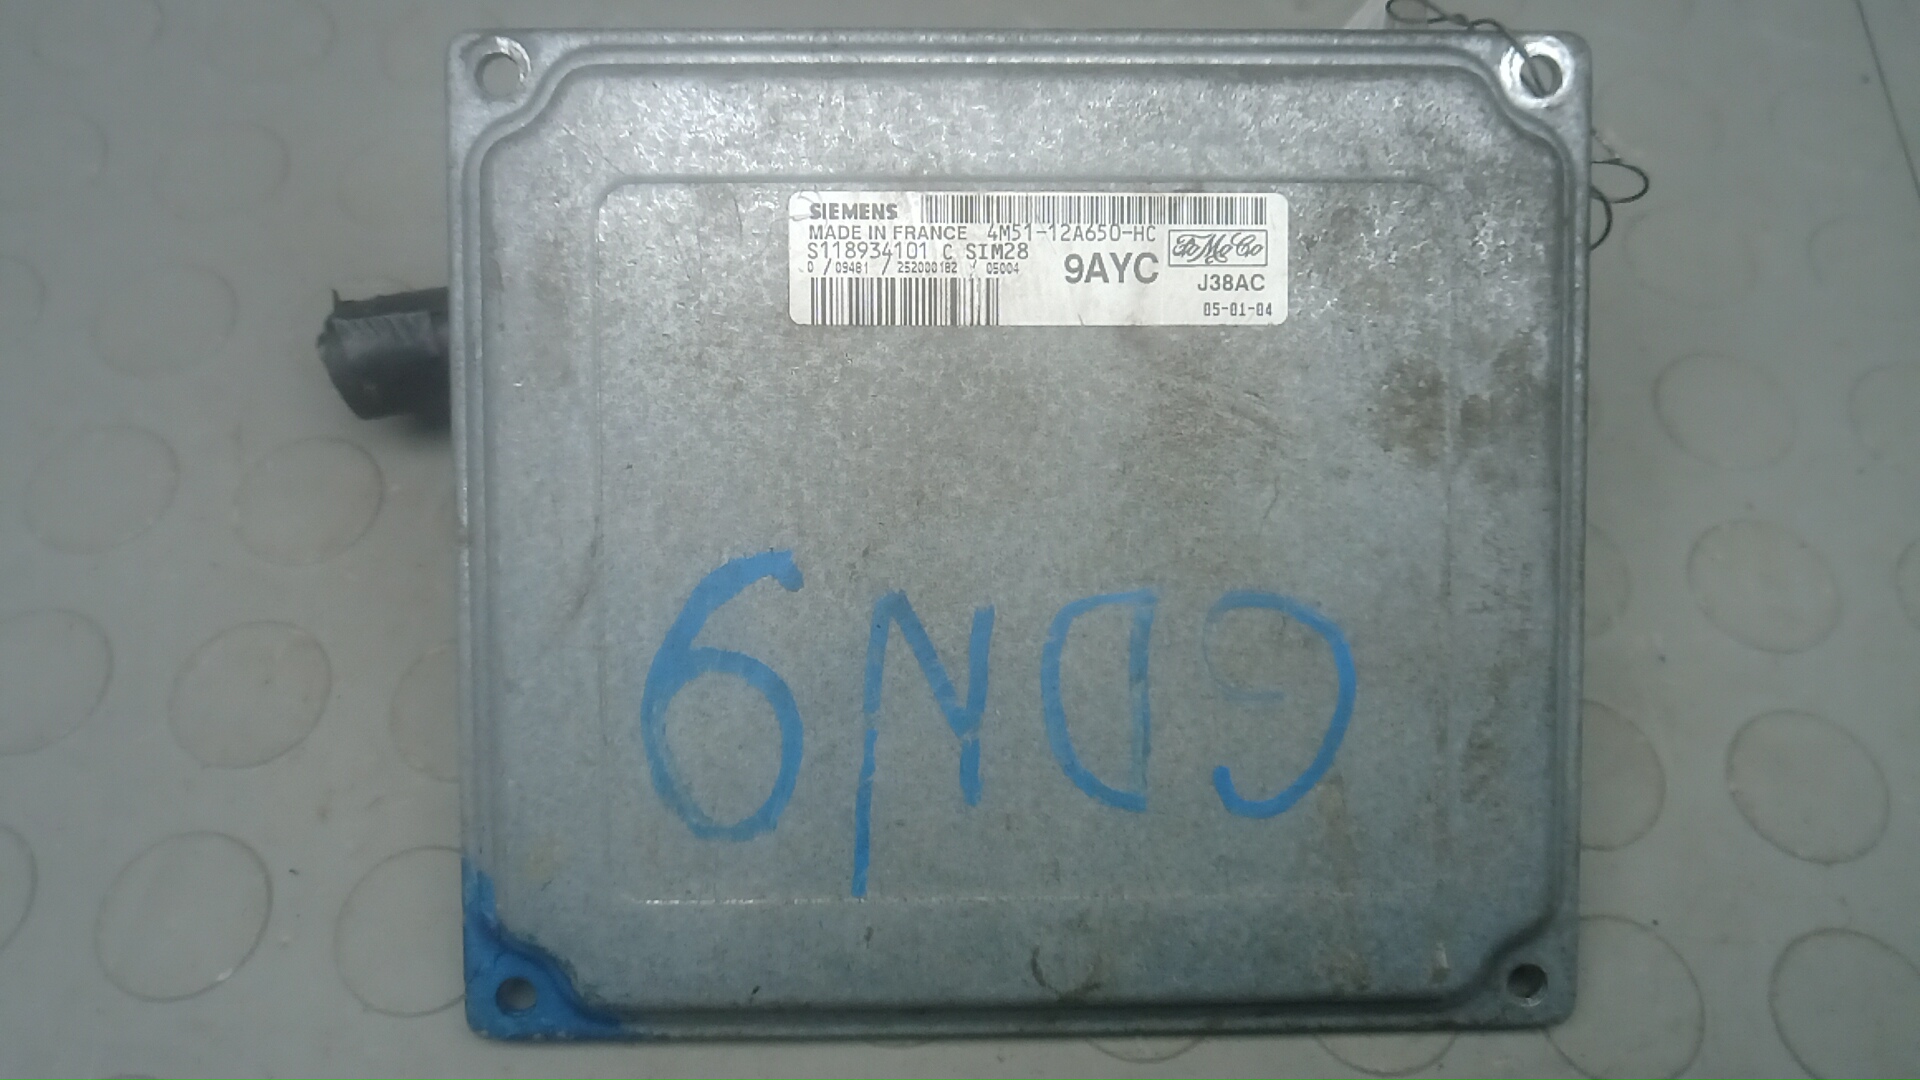 SIEMENS
MADE IN FRANCE 4M51-12A650-HC
S118934101 C SIM28
FoMoCo
0 / 09481 / 252000182 / 05004
9AYC
J38AC
05-01-04
GDN9